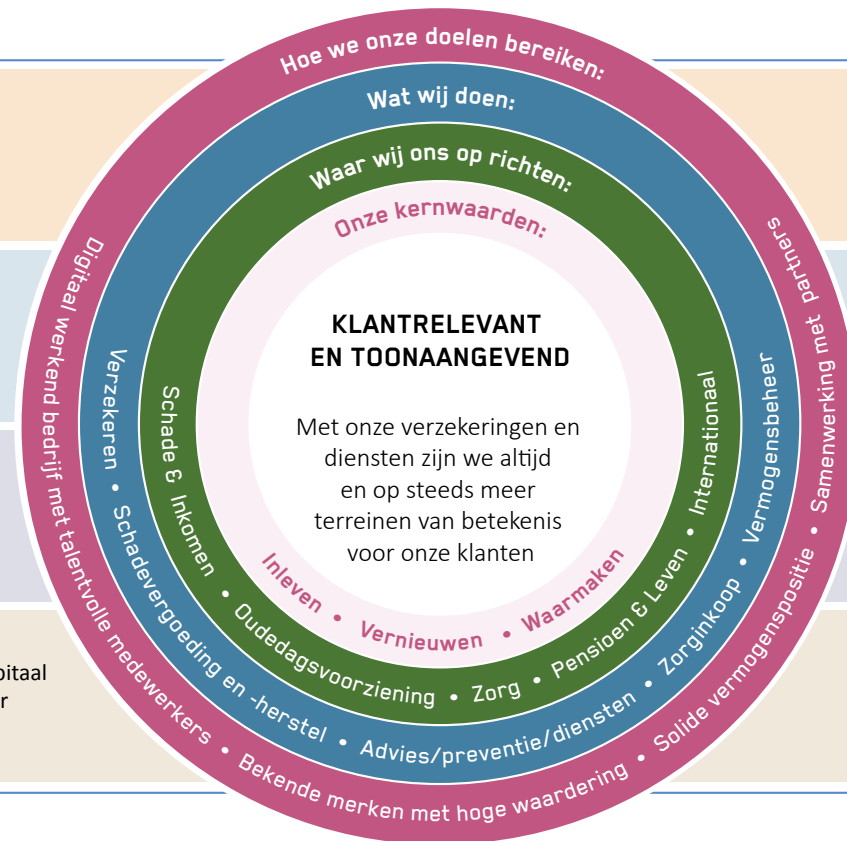 Hoe we onze doelen bereiken:
Wat wij doen:
Waar wij ons op richten:
Onze kernwaarden:
KLANTRELEVANT
EN TOONAANGEVEND
Met onze verzekeringen en
diensten zijn we altijd
en op steeds meer
terreinen van betekenis
voor onze klanten
Inleven • Vernieuwen • Waarmaken
Schade & Inkomen • Oudedagsvoorziening • Zorg • Pensioen & Leven • Internationaal
Verzekeren • Schadevergoeding en -herstel • Advies/preventie/diensten • Zorginkoop • Vermogensbeheer
Digitaal werkend bedrijf met talentvolle medewerkers • Bekende merken met hoge waardering • Solide vermogenspositie • Samenwerking met partners